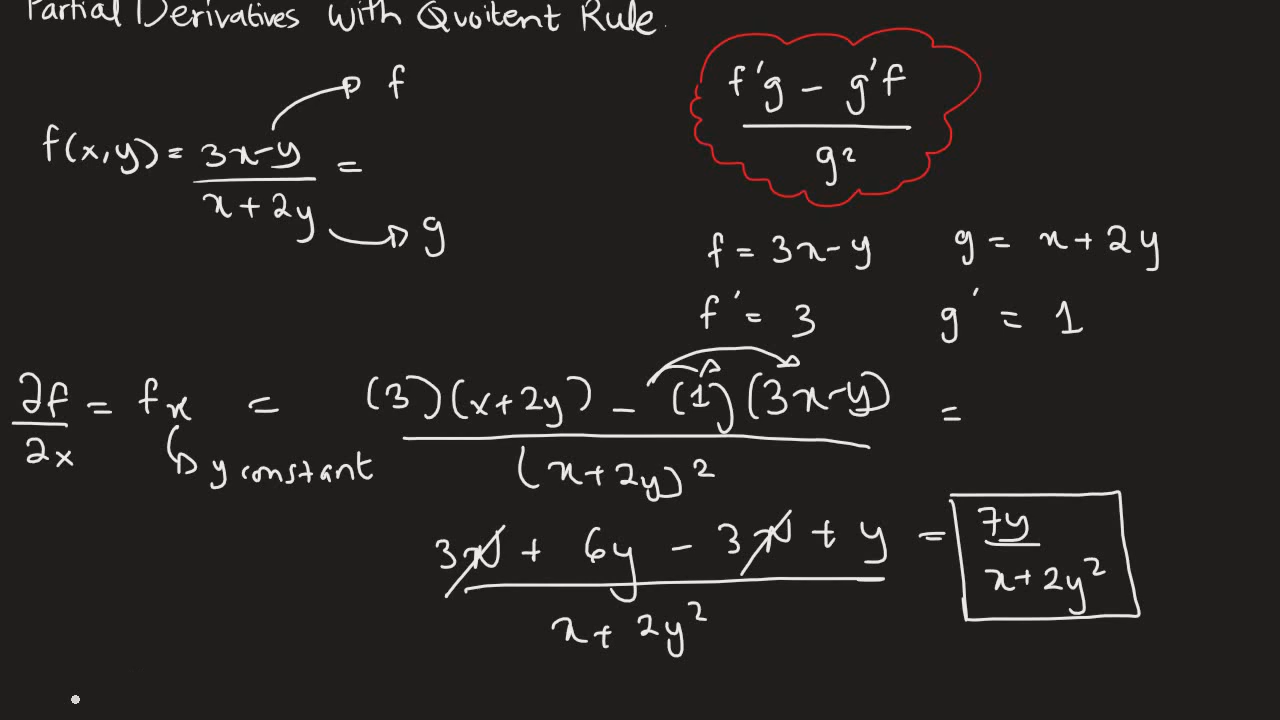 Partial Derivatives with Quoitent Rule.
f
f(x,y) = 3x-y / x+2y =
g
f'g - g'f / g²
f = 3x-y g = x+2y
f' = 3 g' = 1
∂f/2x = fx = (3)(x+2y) - (1)(3x-y) / (x+2y)² =
y constant
3x + 6y - 3x + y / x+2y² = 7y / x+2y²